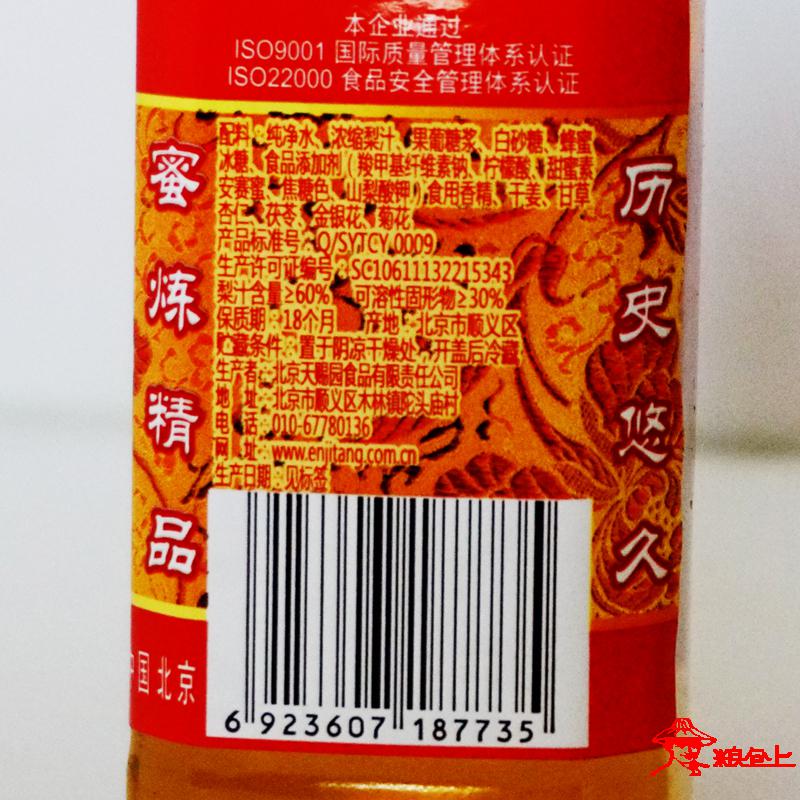 本企业通过
ISO9001 国际质量管理体系认证
ISO22000 食品安全管理体系认证
配料：纯净水、浓缩梨汁、果葡糖浆、白砂糖、蜂蜜
冰糖、食品添加剂（羧甲基纤维素钠、柠檬酸、甜蜜素
安赛蜜、焦糖色、山梨酸钾）食用香精、干姜、甘草
杏仁、茯苓、金银花、菊花
产品标准号：Q/SYTCY 0009
生产许可证编号：SC10611132215343
梨汁含量≥60% 可溶性固形物≥30%
保质期：18个月 产地：北京市顺义区
贮藏条件：置于阴凉干燥处、开盖后冷藏
生产者：北京天赐园食品有限责任公司
地 址：北京市顺义区木林镇陀头庙村
电 话：010-67780136
网 址：www.enjitang.com.cn
生产日期：见标签
蜜炼精品
历史悠久
中国北京
6 923607 187735
粮仓上